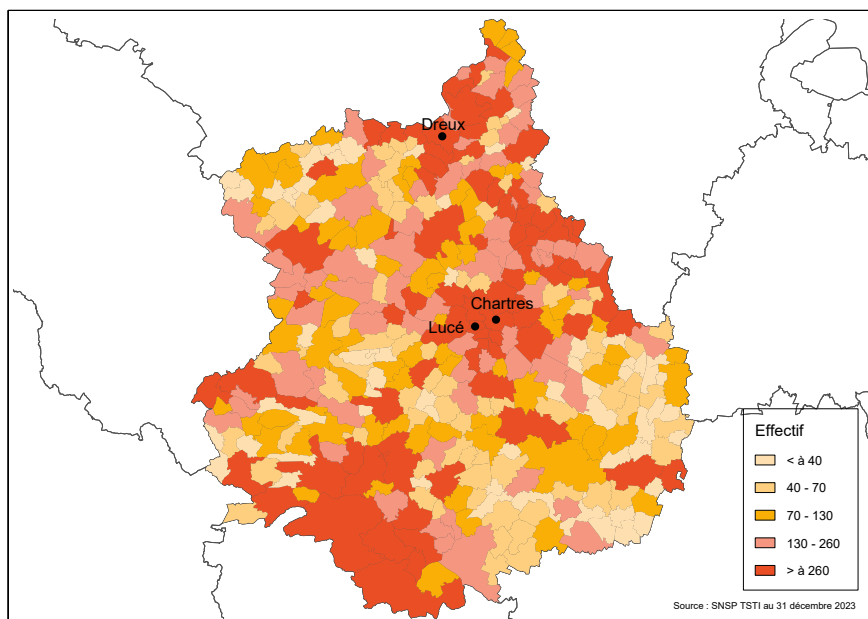 Dreux
Chartres
Lucé
Effectif
< à 40
40 - 70
70 - 130
130 - 260
> à 260
Source : SNSP TSTI au 31 décembre 2023